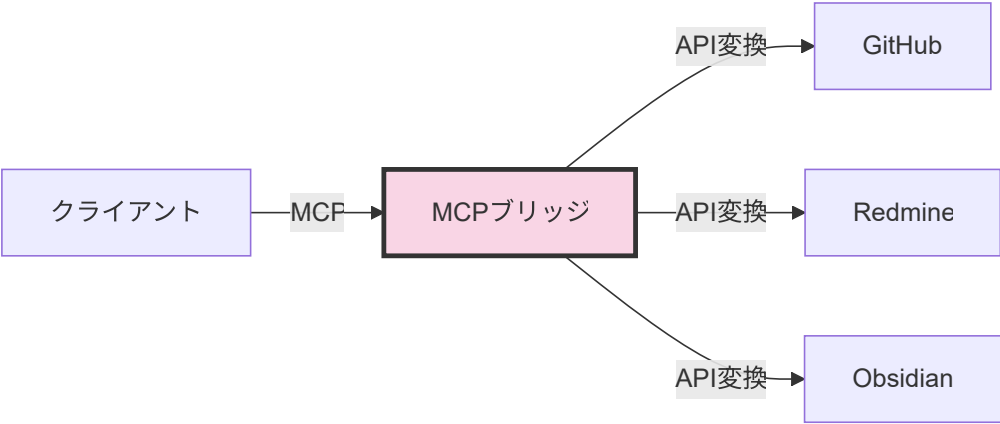 API変換
GitHub
クライアント
MCP
MCPブリッジ
API変換
Redmine
API変換
Obsidian